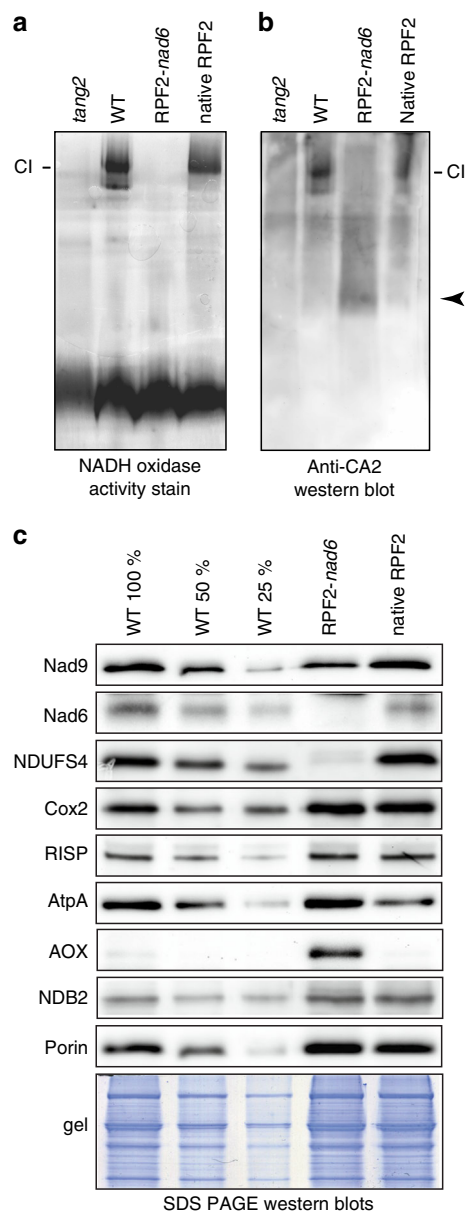 a
tang2
WT
RPF2-nad6
native RPF2
CI
NADH oxidase
activity stain
b
tang2
WT
RPF2-nad6
Native RPF2
CI
Anti-CA2
western blot
c
WT 100 %
WT 50 %
WT 25 %
RPF2-nad6
native RPF2
Nad9
Nad6
NDUFS4
Cox2
RISP
AtpA
AOX
NDB2
Porin
gel
SDS PAGE western blots